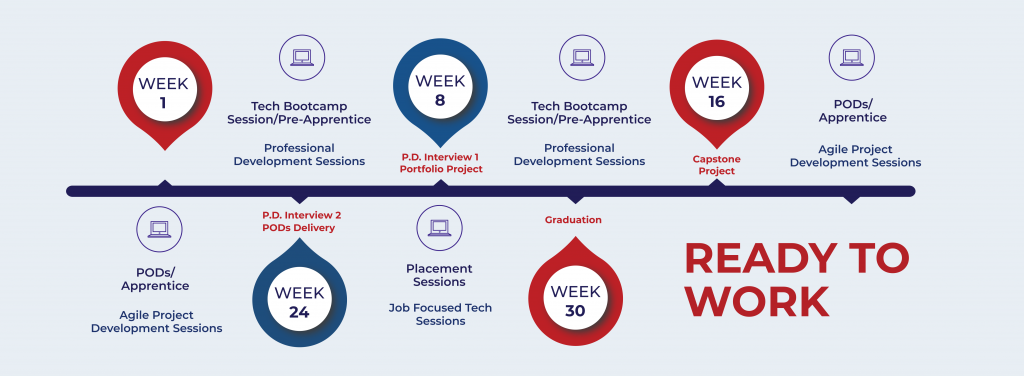 WEEK
1
Tech Bootcamp
Session/Pre-Apprentice
Professional
Development Sessions
WEEK
8
P.D. Interview 1
Portfolio Project
Tech Bootcamp
Session/Pre-Apprentice
Professional
Development Sessions
WEEK
16
Capstone
Project
PODs/
Apprentice
Agile Project
Development Sessions
PODs/
Apprentice
Agile Project
Development Sessions
P.D. Interview 2
PODs Delivery
WEEK
24
Placement
Sessions
Job Focused Tech
Sessions
Graduation
WEEK
30
READY TO
WORK